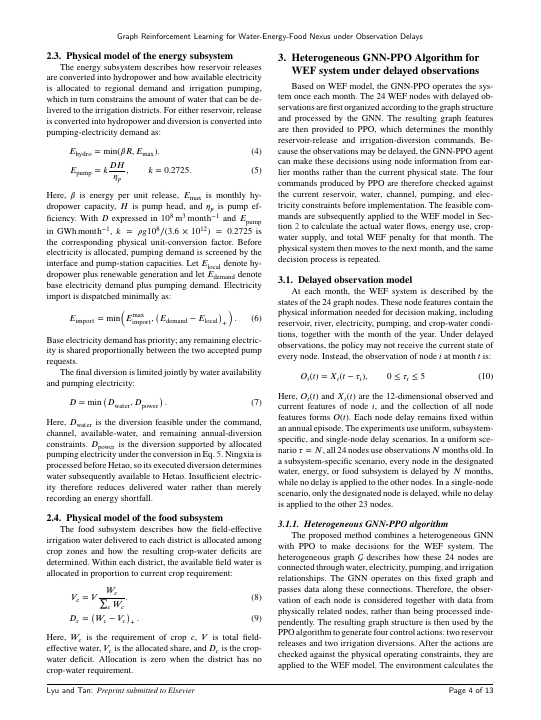 Graph Reinforcement Learning for Water-Energy-Food Nexus under Observation Delays
2.3. Physical model of the energy subsystem
The energy subsystem describes how reservoir releases
are converted into hydropower and how available electricity
is allocated to regional demand and irrigation pumping,
which in turn constrains the amount of water that can be de-
livered to the irrigation districts. For either reservoir, release
is converted into hydropower and diversion is converted into
pumping-electricity demand as:
E_hydro = min(βR, E_max). (4)
E_pump = k DH/η_p, k = 0.2725. (5)
Here, β is energy per unit release, E_max is monthly hy-
dropower capacity, H is pump head, and η_p is pump ef-
ficiency. With D expressed in 10⁸ m³ month⁻¹ and E_pump
in GWh month⁻¹, k = ρg10⁸/(3.6 × 10¹²) = 0.2725 is
the corresponding physical unit-conversion factor. Before
electricity is allocated, pumping demand is screened by the
interface and pump-station capacities. Let E_local denote hy-
dropower plus renewable generation and let E_demand denote
base electricity demand plus pumping demand. Electricity
import is dispatched minimally as:
E_import = min(E_import^max, (E_demand − E_local)_+). (6)
Base electricity demand has priority; any remaining electric-
ity is shared proportionally between the two accepted pump
requests.
The final diversion is limited jointly by water availability
and pumping electricity:
D = min (D_water, D_power). (7)
Here, D_water is the diversion feasible under the command,
channel, available-water, and remaining annual-diversion
constraints. D_power is the diversion supported by allocated
pumping electricity under the conversion in Eq. 5. Ningxia is
processed before Hetao, so its executed diversion determines
water subsequently available to Hetao. Insufficient electric-
ity therefore reduces delivered water rather than merely
recording an energy shortfall.
2.4. Physical model of the food subsystem
The food subsystem describes how the field-effective
irrigation water delivered to each district is allocated among
crop zones and how the resulting crop-water deficits are
determined. Within each district, the available field water is
allocated in proportion to current crop requirement:
V_c = V W_c/∑_c W_c. (8)
D_c = (W_c − V_c)_+. (9)
Here, W_c is the requirement of crop c, V is total field-
effective water, V_c is the allocated share, and D_c is the crop-
water deficit. Allocation is zero when the district has no
crop-water requirement.
3. Heterogeneous GNN-PPO Algorithm for
WEF system under delayed observations
Based on WEF model, the GNN-PPO operates the sys-
tem once each month. The 24 WEF nodes with delayed ob-
servations are first organized according to the graph structure
and processed by the GNN. The resulting graph features
are then provided to PPO, which determines the monthly
reservoir-release and irrigation-diversion commands. Be-
cause the observations may be delayed, the GNN-PPO agent
can make these decisions using node information from ear-
lier months rather than the current physical state. The four
commands produced by PPO are therefore checked against
the current reservoir, water, channel, pumping, and elec-
tricity constraints before implementation. The feasible com-
mands are subsequently applied to the WEF model in Sec-
tion 2 to calculate the actual water flows, energy use, crop-
water supply, and total WEF penalty for that month. The
physical system then moves to the next month, and the same
decision process is repeated.
3.1. Delayed observation model
At each month, the WEF system is described by the
states of the 24 graph nodes. These node features contain the
physical information needed for decision making, including
reservoir, river, electricity, pumping, and crop-water condi-
tions, together with the month of the year. Under delayed
observations, the policy may not receive the current state of
every node. Instead, the observation of node i at month t is:
O_i(t) = X_i(t − τ_i), 0 ≤ τ_i ≤ 5 (10)
Here, O_i(t) and X_i(t) are the 12-dimensional observed and
current features of node i, and the collection of all node
features forms O(t). Each node delay remains fixed within
an annual episode. The experiments use uniform, subsystem-
specific, and single-node delay scenarios. In a uniform sce-
nario τ = N, all 24 nodes use observations N months old. In
a subsystem-specific scenario, every node in the designated
water, energy, or food subsystem is delayed by N months,
while no delay is applied to the other nodes. In a single-node
scenario, only the designated node is delayed, while no delay
is applied to the other 23 nodes.
3.1.1. Heterogeneous GNN-PPO algorithm
The proposed method combines a heterogeneous GNN
with PPO to make decisions for the WEF system. The
heterogeneous graph 𝒢 describes how these 24 nodes are
connected through water, electricity, pumping, and irrigation
relationships. The GNN operates on this fixed graph and
passes data along these connections. Therefore, the obser-
vation of each node is considered together with data from
physically related nodes, rather than being processed inde-
pendently. The resulting graph structure is then used by the
PPO algorithm to generate four control actions: two reservoir
releases and two irrigation diversions. After the actions are
checked against the physical operating constraints, they are
applied to the WEF model. The environment calculates the
Lyu and Tan: Preprint submitted to Elsevier
Page 4 of 13